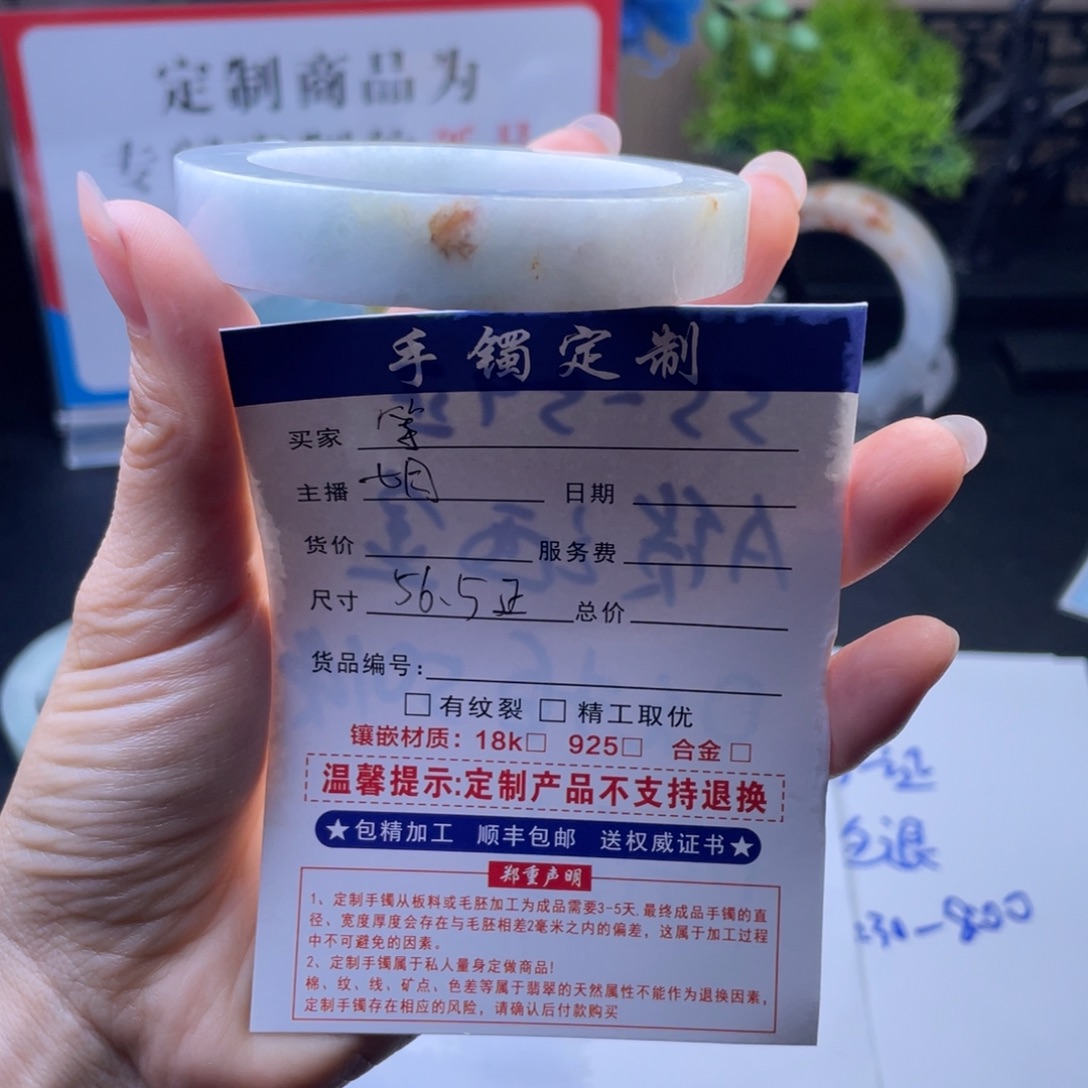 定制商品为
手镯定制
买家
主播 七月
日期
货价
服务费
尺寸 56.5正
总价
货品编号:
□有纹裂 □精工取优
镶嵌材质：18k□ 925□ 合金□
温馨提示:定制产品不支持退换
★包精加工 顺丰包邮 送权威证书★
郑重声明
1、定制手镯从板料或毛胚加工为成品需要3-5天,最终成品手镯的直
径、宽度厚度会存在与毛胚相差2毫米之内的偏差，这属于加工过程
中不可避免的因素。
2、定制手镯属于私人量身定做商品!
棉、纹、线、矿点、色差等属于翡翠的天然属性不能作为退换因素，
定制手镯存在相应的风险，请确认后付款购买
包退
-800